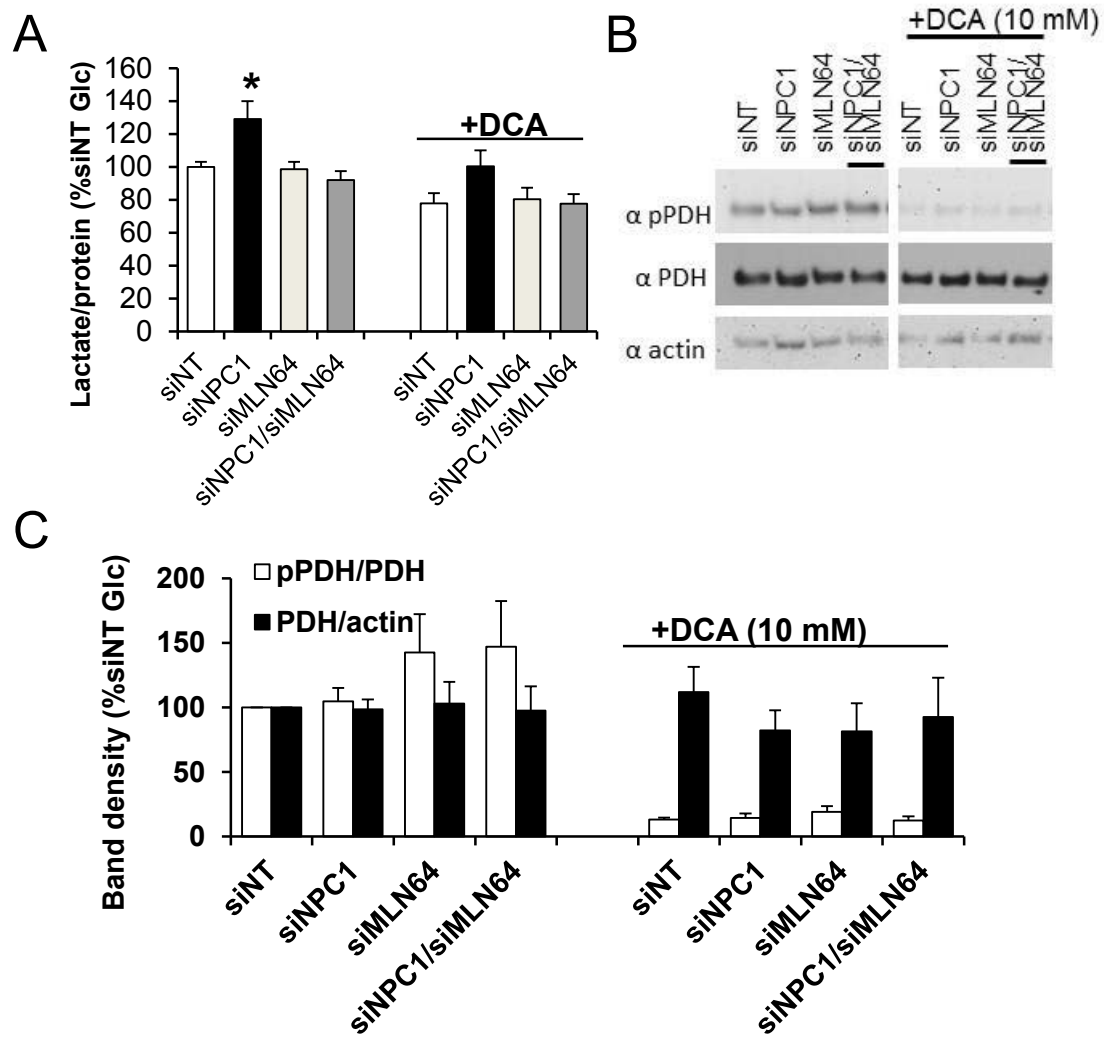 A
Lactate/protein (%siNT Glc)
160
140
120
100
80
60
40
20
0
*
+DCA
siNT
siNPC1
siMLN64
siNPC1/siMLN64
siNT
siNPC1
siMLN64
siNPC1/siMLN64
B
+DCA (10 mM)
siNT
siNPC1
siMLN64
siNPC1/
siMLN64
siNT
siNPC1
siMLN64
siNPC1/
siMLN64
α pPDH
α PDH
α actin
C
Band density (%siNT Glc)
200
150
100
50
0
pPDH/PDH
PDH/actin
+DCA (10 mM)
siNT
siNPC1
siMLN64
siNPC1/siMLN64
siNT
siNPC1
siMLN64
siNPC1/siMLN64